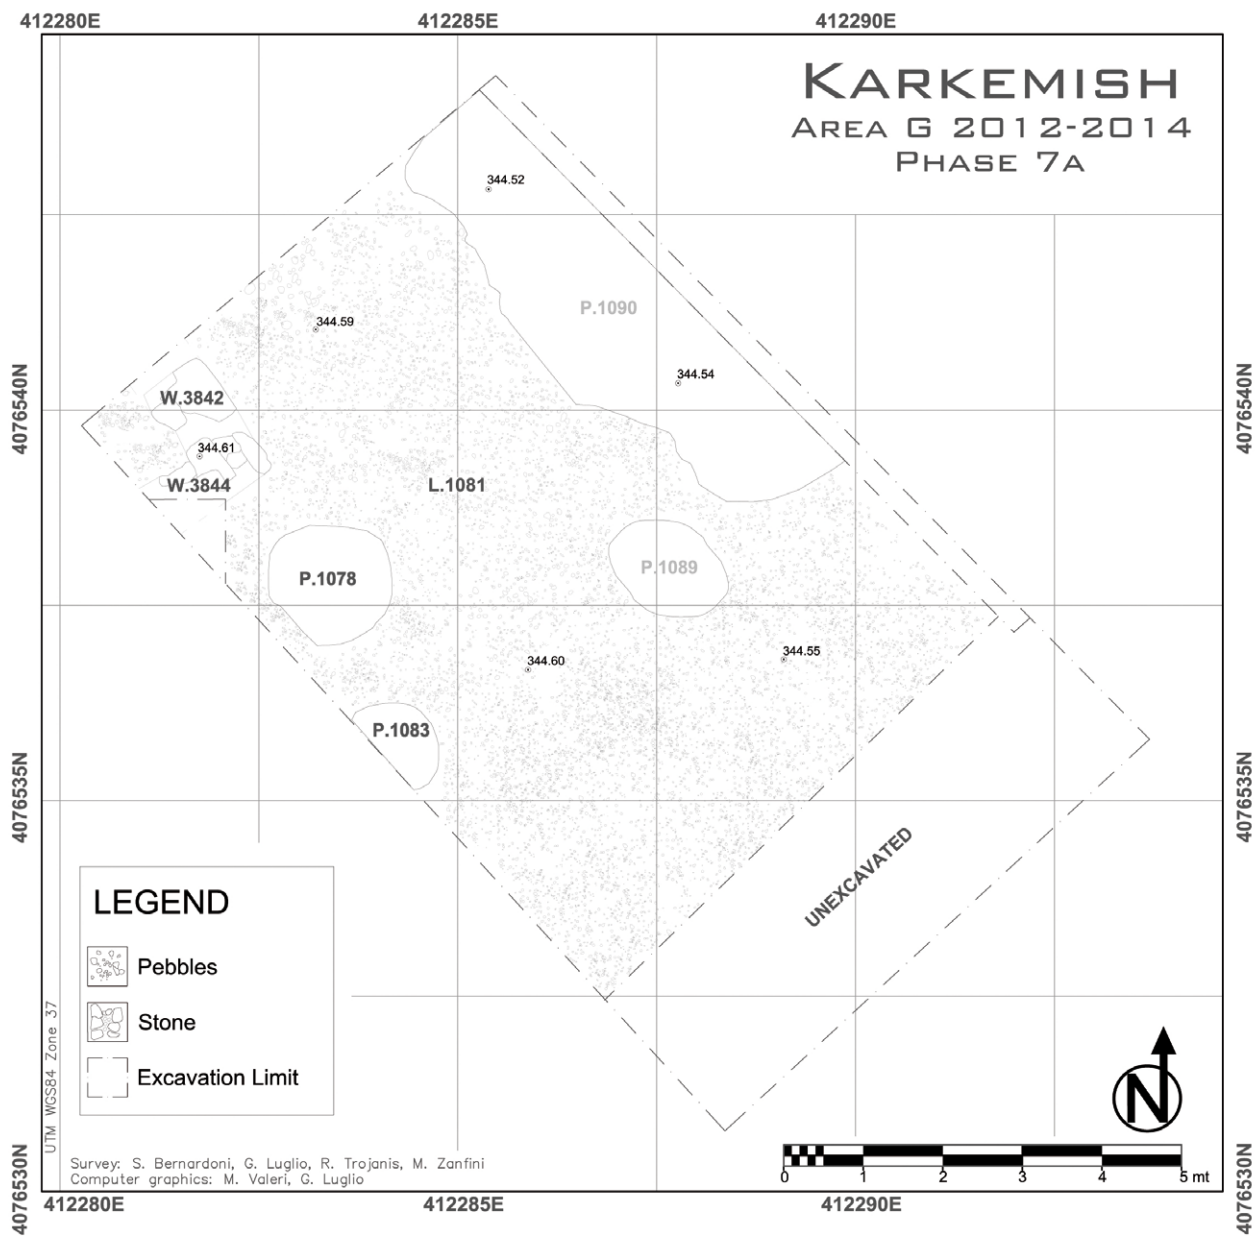 412280E 412285E 412290E
KARKEMISH
AREA G 2012-2014
PHASE 7A
344.52
P.1090
344.59
344.54
4076540N
4076540N
W.3842
344.61
W.3844
L.1081
P.1078
P.1089
344.60
344.55
P.1083
4076535N
4076535N
UNEXCAVATED
LEGEND
Pebbles
Stone
Excavation Limit
UTM WGS84 Zone 37
N
Survey: S. Bernardoni, G. Luglio, R. Trojanis, M. Zanfini
Computer graphics: M. Valeri, G. Luglio
0 1 2 3 4 5 mt
4076530N
4076530N
412280E 412285E 412290E